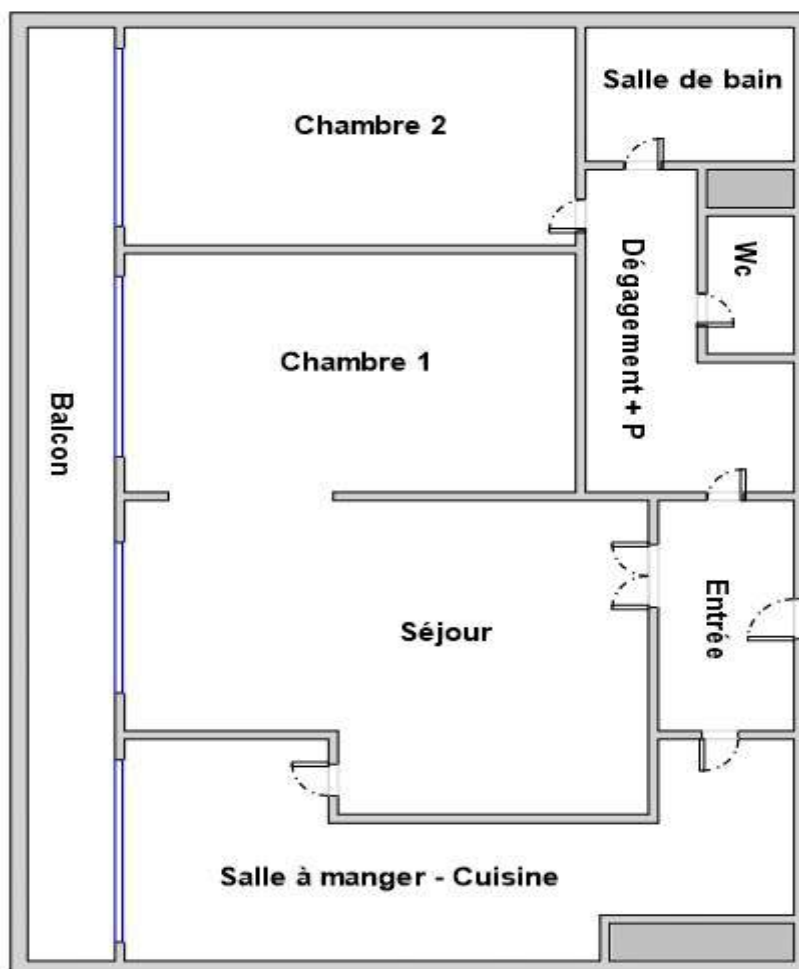 Salle de bain
Chambre 2
Wc
Dégagement + P
Chambre 1
Balcon
Entrée
Séjour
Salle à manger - Cuisine